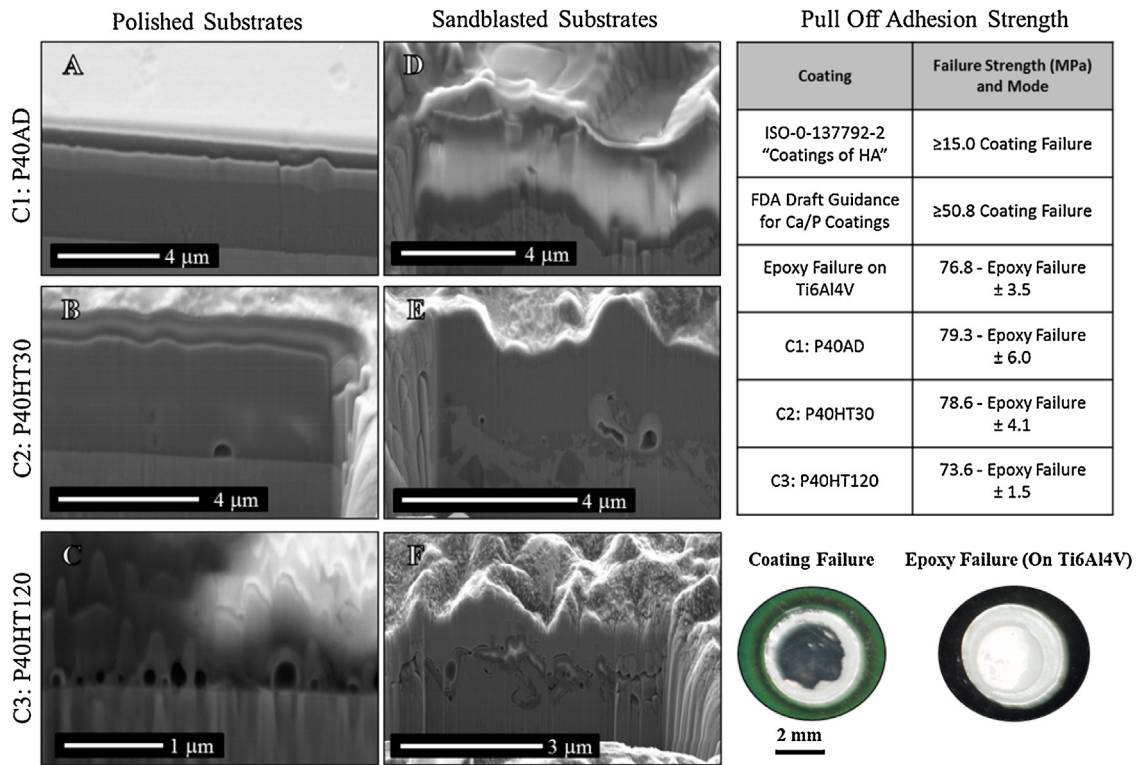 Polished Substrates
Sandblasted Substrates
Pull Off Adhesion Strength
C1: P40AD
A
4 µm
D
4 µm
C2: P40HT30
B
4 µm
E
4 µm
C3: P40HT120
C
1 µm
F
3 µm
Coating
Failure Strength (MPa)
and Mode
ISO-0-137792-2
“Coatings of HA”
≥15.0 Coating Failure
FDA Draft Guidance
for Ca/P Coatings
≥50.8 Coating Failure
Epoxy Failure on
Ti6Al4V
76.8 - Epoxy Failure
± 3.5
C1: P40AD
79.3 - Epoxy Failure
± 6.0
C2: P40HT30
78.6 - Epoxy Failure
± 4.1
C3: P40HT120
73.6 - Epoxy Failure
± 1.5
Coating Failure
Epoxy Failure (On Ti6Al4V)
2 mm